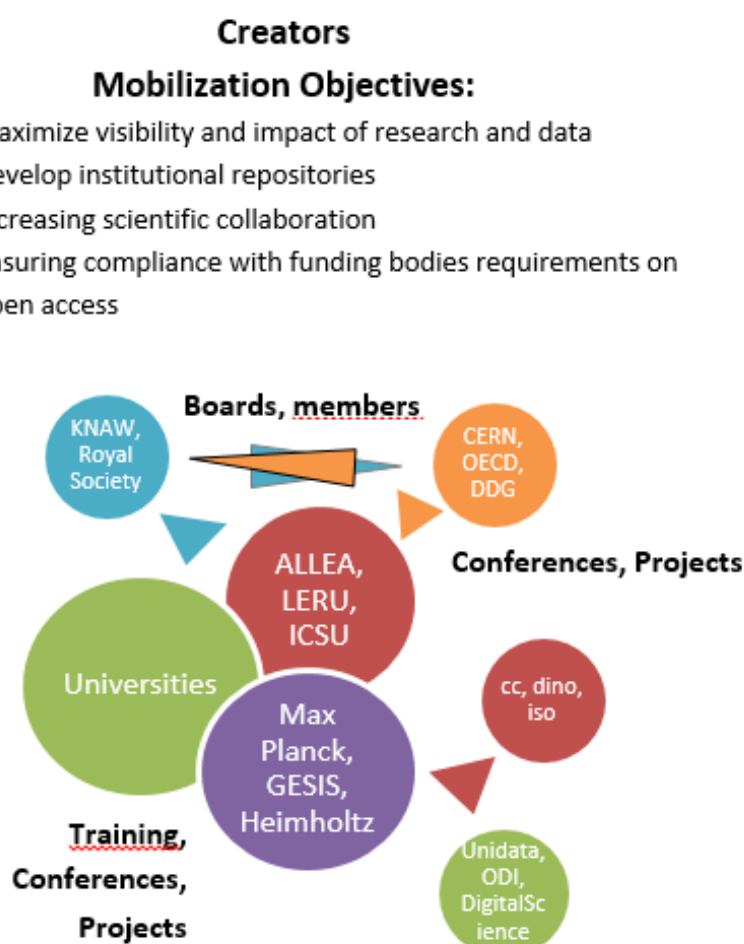 Creators
Mobilization Objectives:
aximize visibility and impact of research and data
evelop institutional repositories
creasing scientific collaboration
suring compliance with funding bodies requirements on
pen access
Boards, members
KNAW,
Royal
Society
CERN,
OECD,
DDG
Conferences, Projects
ALLEA,
LERU,
ICSU
Universities
cc, dino,
iso
Max
Planck,
GESIS,
Heimholtz
Training,
Conferences,
Projects
Unidata,
ODI,
DigitalSc
ience